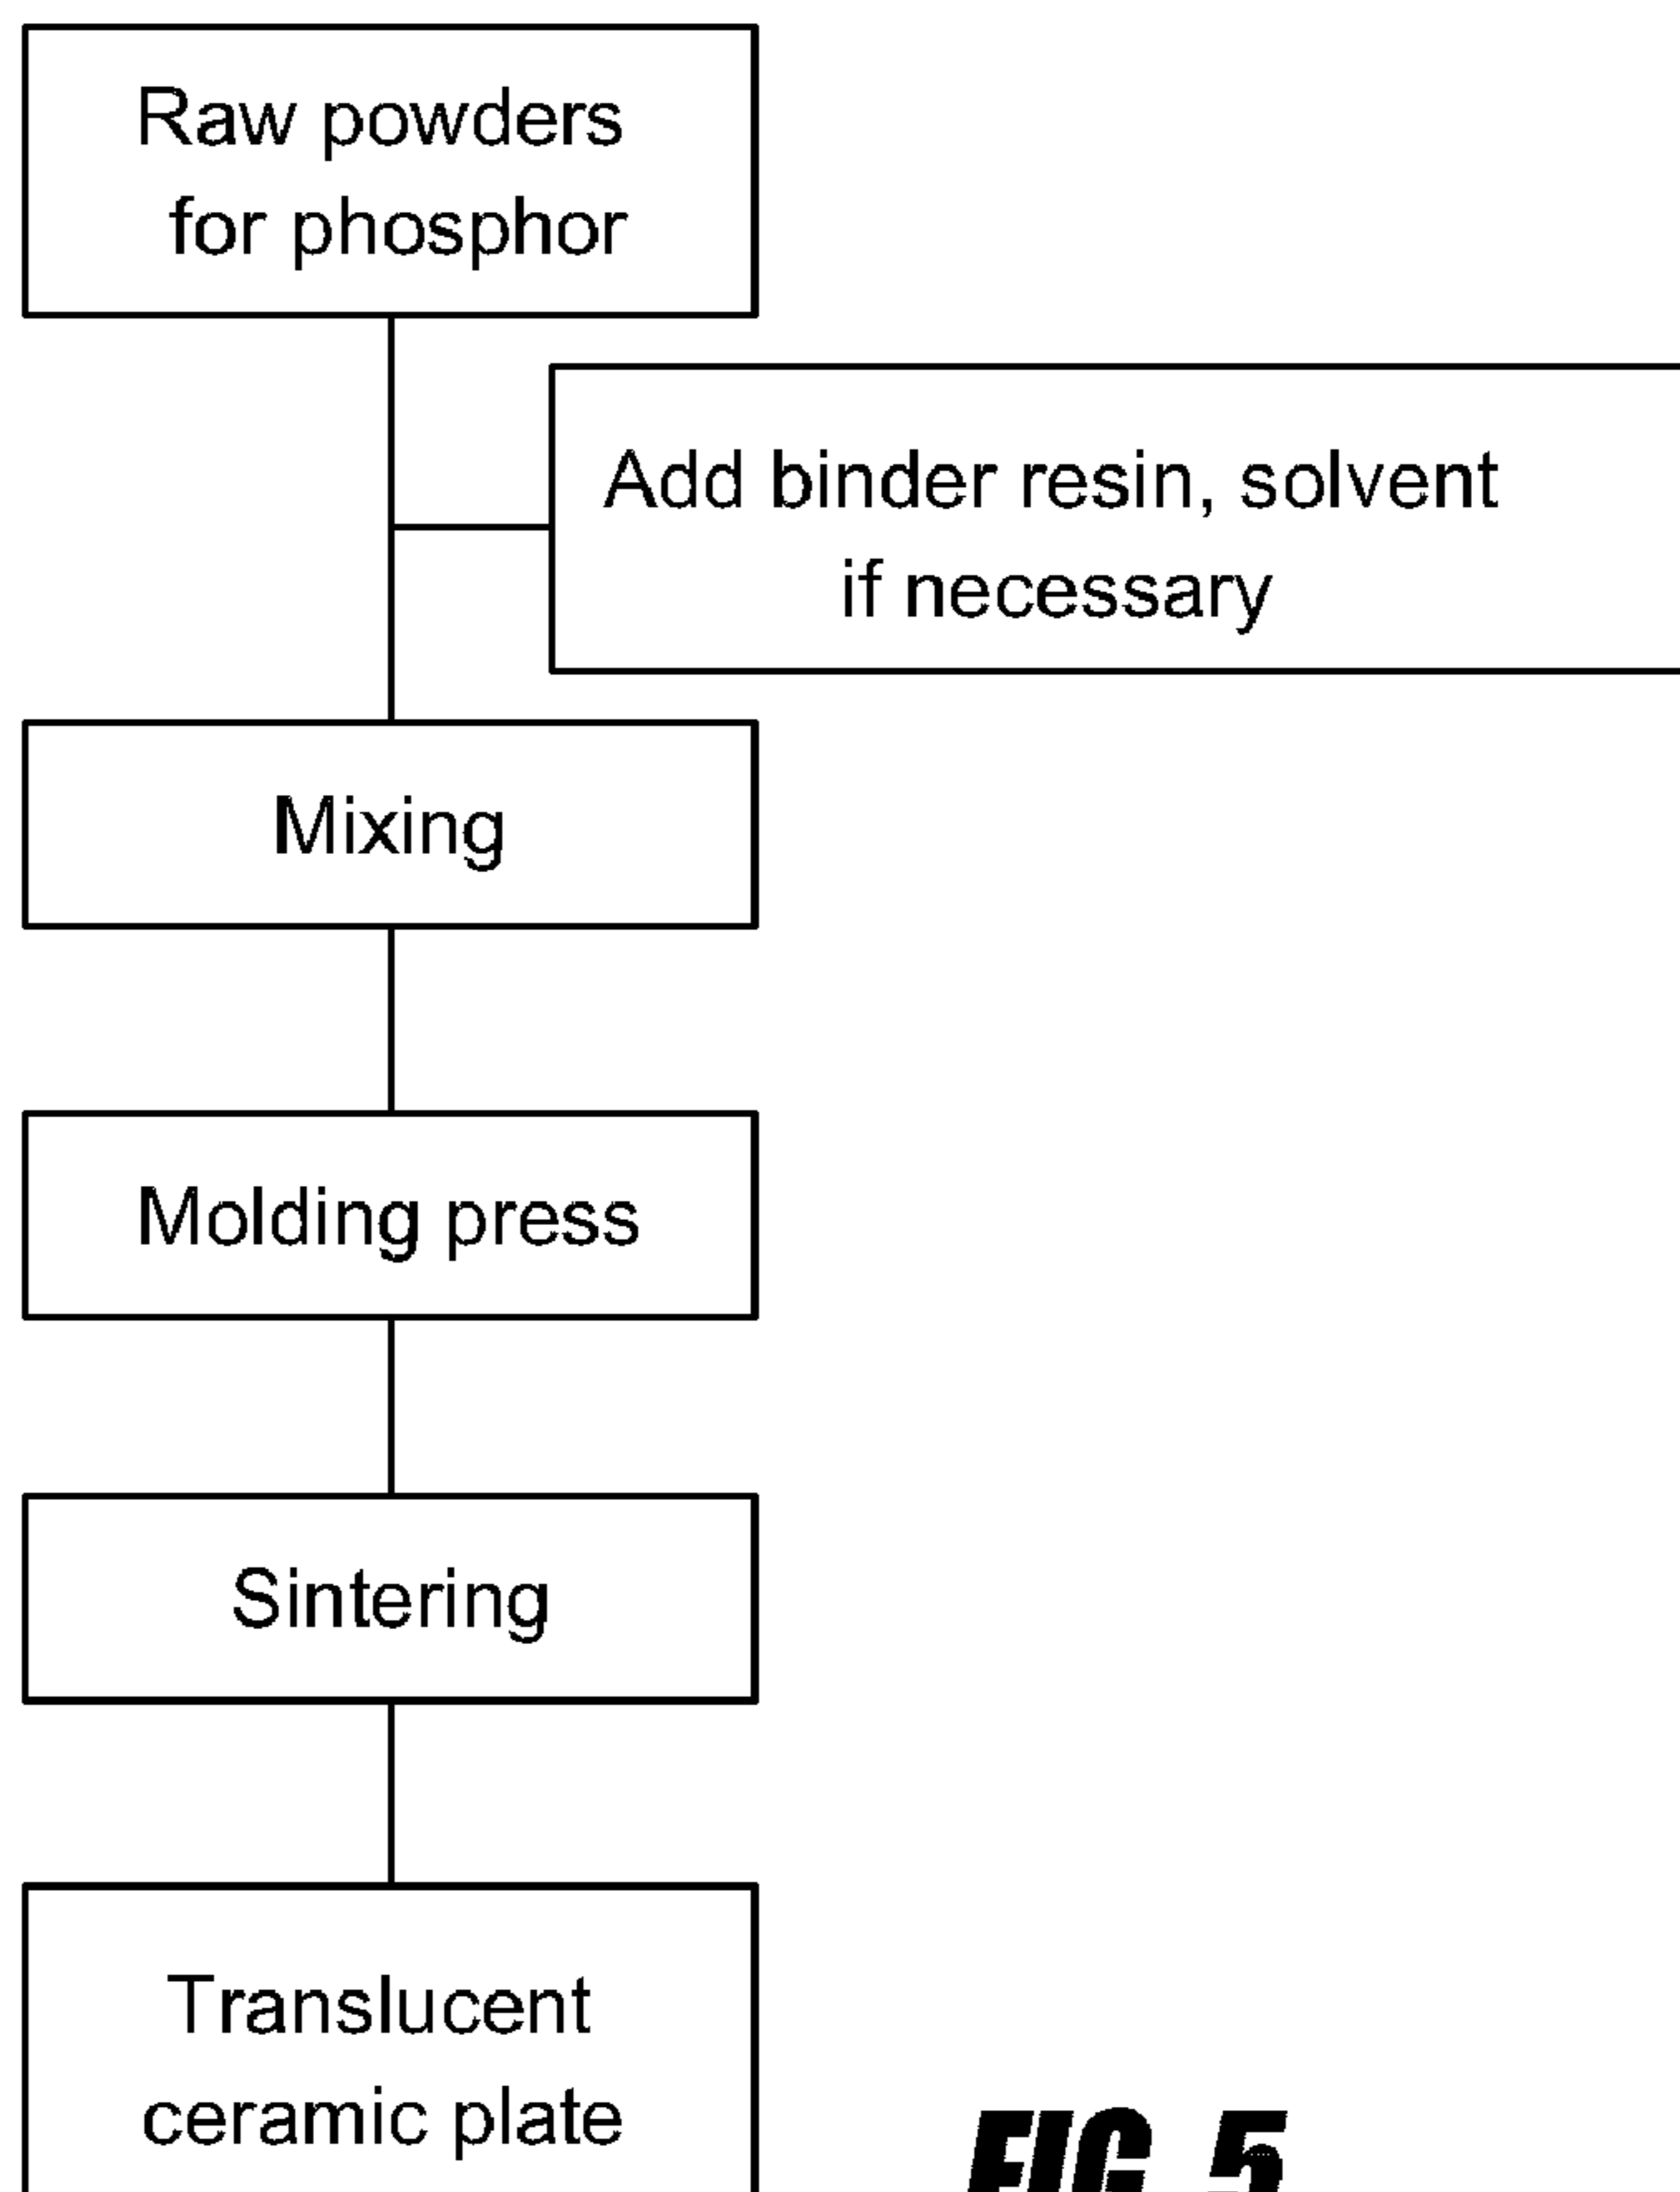 Raw powders
for phosphor
Add binder resin, solvent
if necessary
Mixing
Molding press
Sintering
Translucent
ceramic plate
FIG. 5